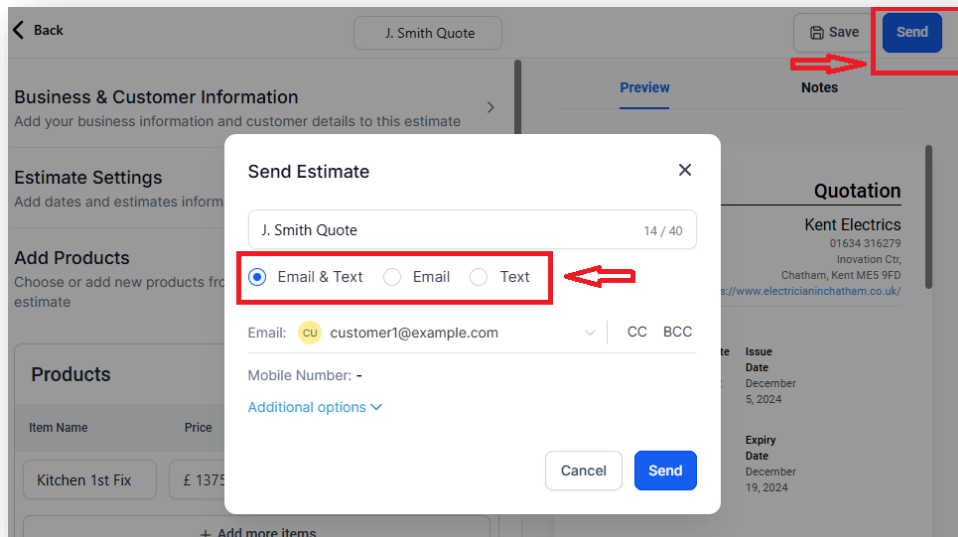 Back
J. Smith Quote
Save
Send
Business & Customer Information
Add your business information and customer details to this estimate
Estimate Settings
Add dates and estimates inform
Add Products
Choose or add new products fro
estimate
Products
Item Name Price
Kitchen 1st Fix £ 1375
+ Add more items
Send Estimate
J. Smith Quote 14 / 40
Email & Text Email Text
Email: CU customer1@example.com CC BCC
Mobile Number: -
Additional options
Cancel Send
Preview Notes
Quotation
Kent Electrics
01634 316279
Inovation Ctr,
Chatham, Kent ME5 9FD
s://www.electricianinchatham.co.uk/
te Issue
Date
December
5, 2024
Expiry
Date
December
19, 2024